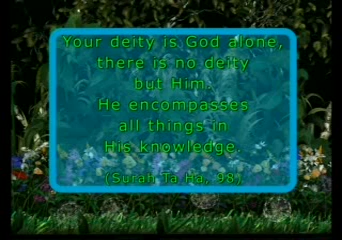 Your deity is God alone,
there is no deity
but Him.
He encompasses
all things in
His knowledge.
(Surah Ta Ha, 98)